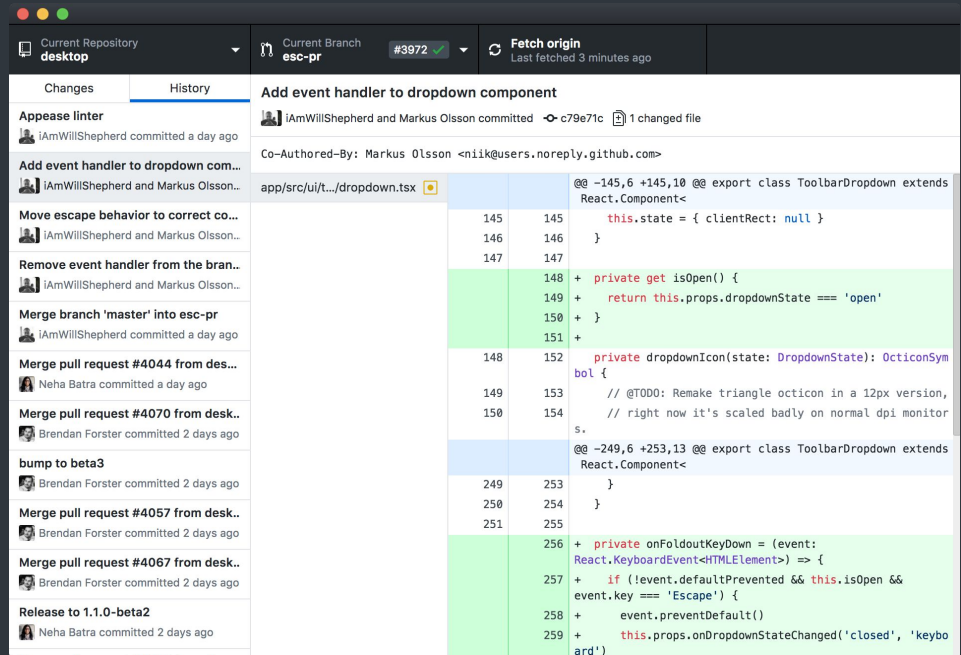 Current Repository
desktop
Current Branch
esc-pr
#3972
Fetch origin
Last fetched 3 minutes ago
Changes
History
Appease linter
iAmWillShepherd committed a day ago
Add event handler to dropdown com...
iAmWillShepherd and Markus Olsson...
Move escape behavior to correct co...
iAmWillShepherd and Markus Olsson...
Remove event handler from the bran...
iAmWillShepherd and Markus Olsson...
Merge branch 'master' into esc-pr
iAmWillShepherd committed a day ago
Merge pull request #4044 from des...
Neha Batra committed a day ago
Merge pull request #4070 from desk...
Brendan Forster committed 2 days ago
bump to beta3
Brendan Forster committed 2 days ago
Merge pull request #4057 from desk...
Brendan Forster committed 2 days ago
Merge pull request #4067 from desk...
Brendan Forster committed 2 days ago
Release to 1.1.0-beta2
Neha Batra committed 2 days ago
Add event handler to dropdown component
iAmWillShepherd and Markus Olsson committed c79e71c 1 changed file
Co-Authored-By: Markus Olsson <niik@users.noreply.github.com>
app/src/ui/t.../dropdown.tsx
@@ -145,6 +145,10 @@ export class ToolbarDropdown extends
React.Component<
145 145 this.state = { clientRect: null }
146 146 }
147 147
148 + private get isOpen() {
149 + return this.props.dropdownState === 'open'
150 + }
151 +
148 152 private dropdownIcon(state: DropdownState): OcticonSym
bol {
149 153 // @TODO: Remake triangle octicon in a 12px version,
150 154 // right now it's scaled badly on normal dpi monitor
s.
@@ -249,6 +253,13 @@ export class ToolbarDropdown extends
React.Component<
249 253 }
250 254 }
251 255
256 + private onFoldoutKeyDown = (event:
React.KeyboardEvent<HTMLElement>) => {
257 + if (!event.defaultPrevented && this.isOpen &&
event.key === 'Escape') {
258 + event.preventDefault()
259 + this.props.onDropdownStateChanged('closed', 'keybo
ard')